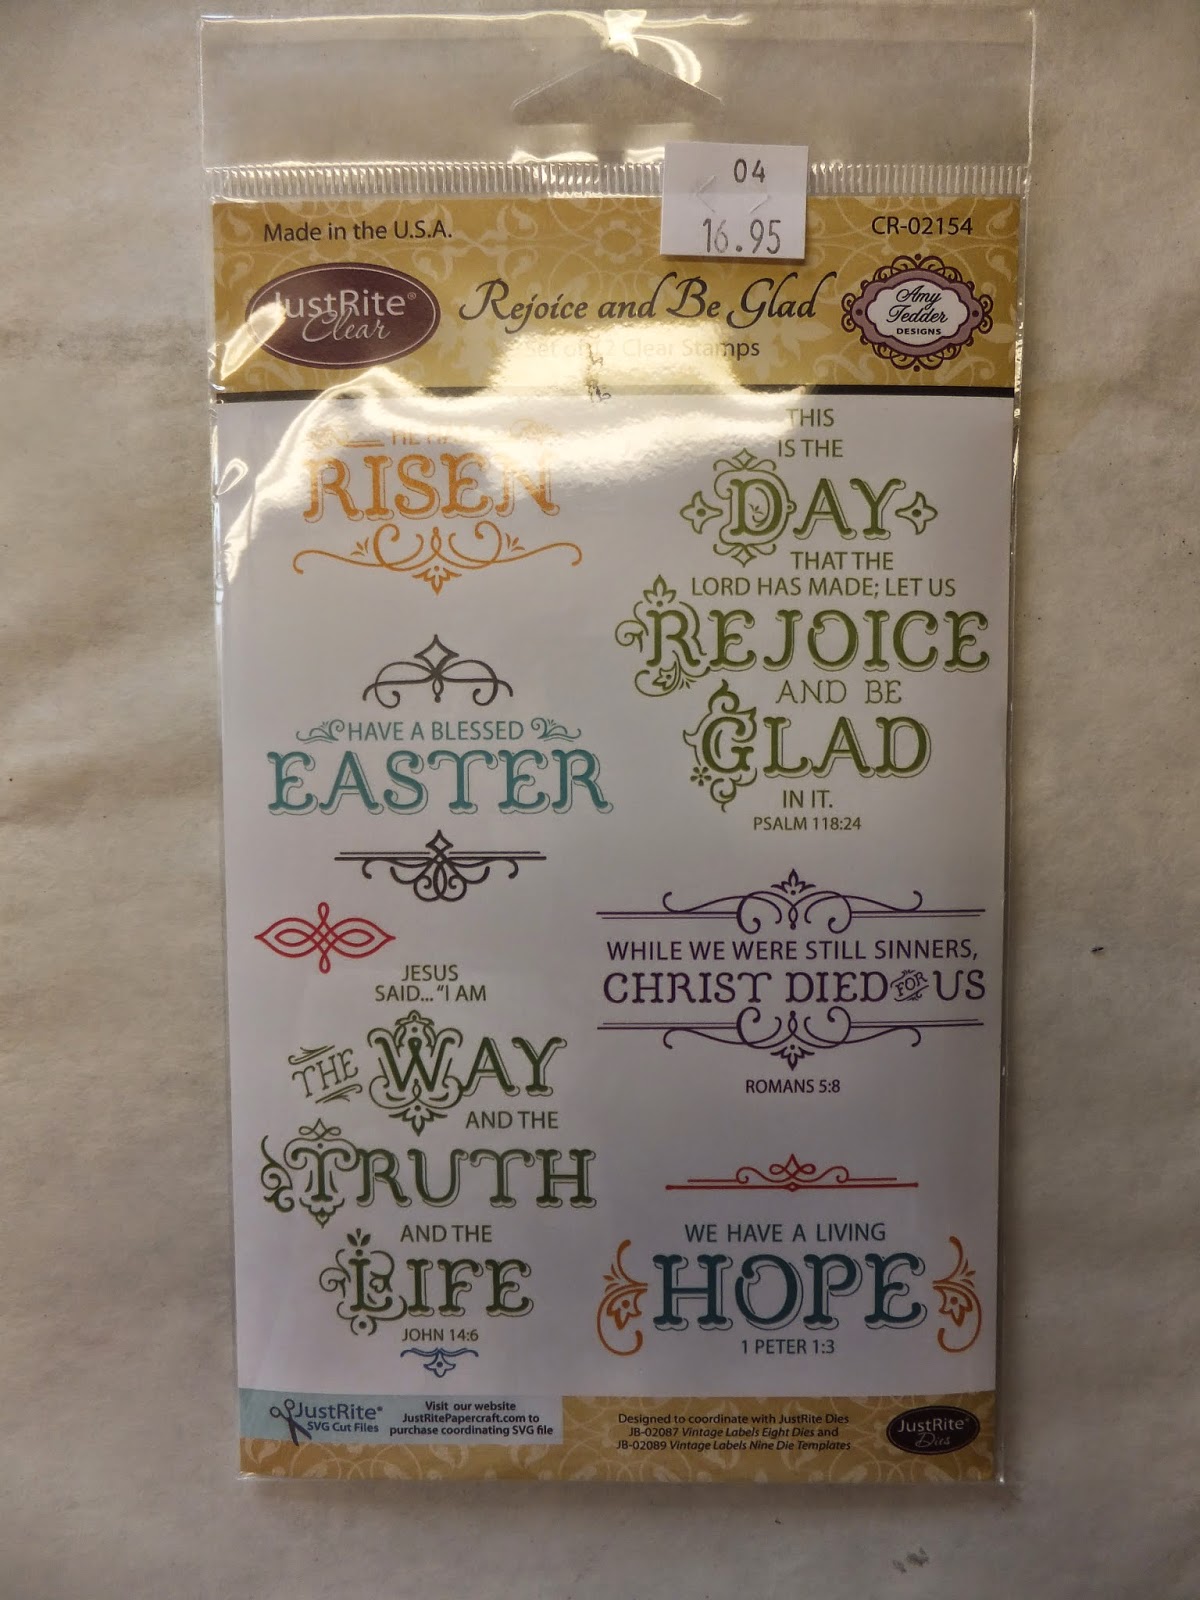 04
16.95
Made in the U.S.A.
CR-02154
JustRite®
Clear
Rejoice and Be Glad
Amy
Tedder
DESIGNS
Clear Stamps
RISEN
THIS
IS THE
DAY
THAT THE
LORD HAS MADE; LET US
REJOICE
AND BE
GLAD
IN IT.
PSALM 118:24
HAVE A BLESSED
EASTER
JESUS
SAID... "I AM
THE WAY
AND THE
TRUTH
AND THE
LIFE
JOHN 14:6
WHILE WE WERE STILL SINNERS,
CHRIST DIED FOR US
ROMANS 5:8
WE HAVE A LIVING
HOPE
1 PETER 1:3
JustRite®
SVG Cut Files
Visit our website
JustRitePapercraft.com to
purchase coordinating SVG file
Designed to coordinate with JustRite Dies
JB-02087 Vintage Labels Eight Dies and
JB-02089 Vintage Labels Nine Die Templates
JustRite®
Dies